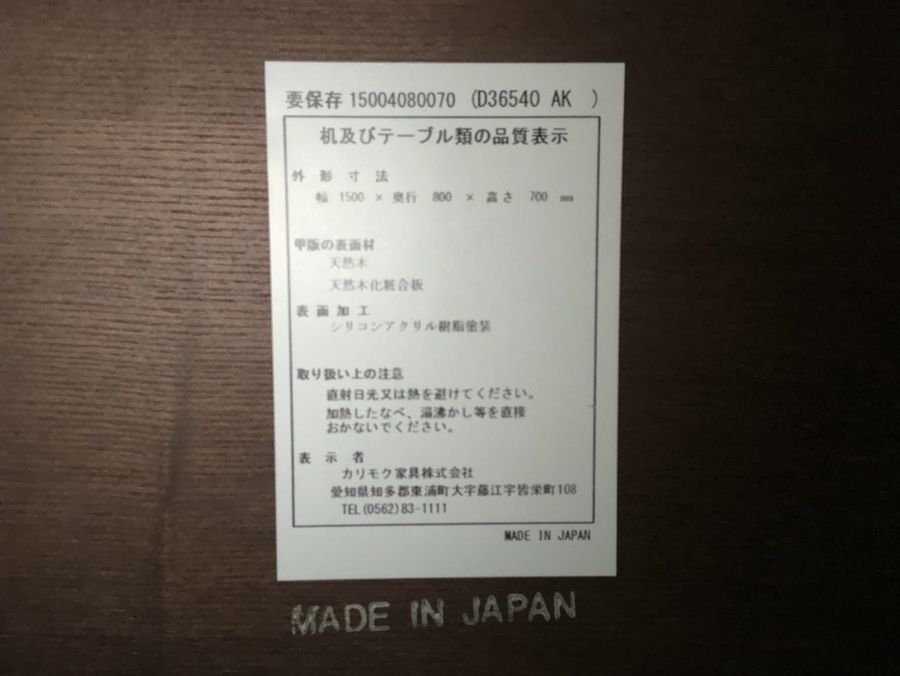 要保存 15004080070 (D36540 AK )
机及びテーブル類の品質表示
外形寸法
幅 1500 × 奥行 800 × 高さ 700 mm
甲版の表面材
天然木
天然木化粧合板
表面加工
シリコンアクリル樹脂塗装
取り扱い上の注意
直射日光又は熱を避けてください。
加熱したなべ、湯沸かし等を直接
おかないでください。
表示者
カリモク家具株式会社
愛知県知多郡東浦町大字藤江字皆栄町108
TEL(0562)83-1111
MADE IN JAPAN
MADE IN JAPAN